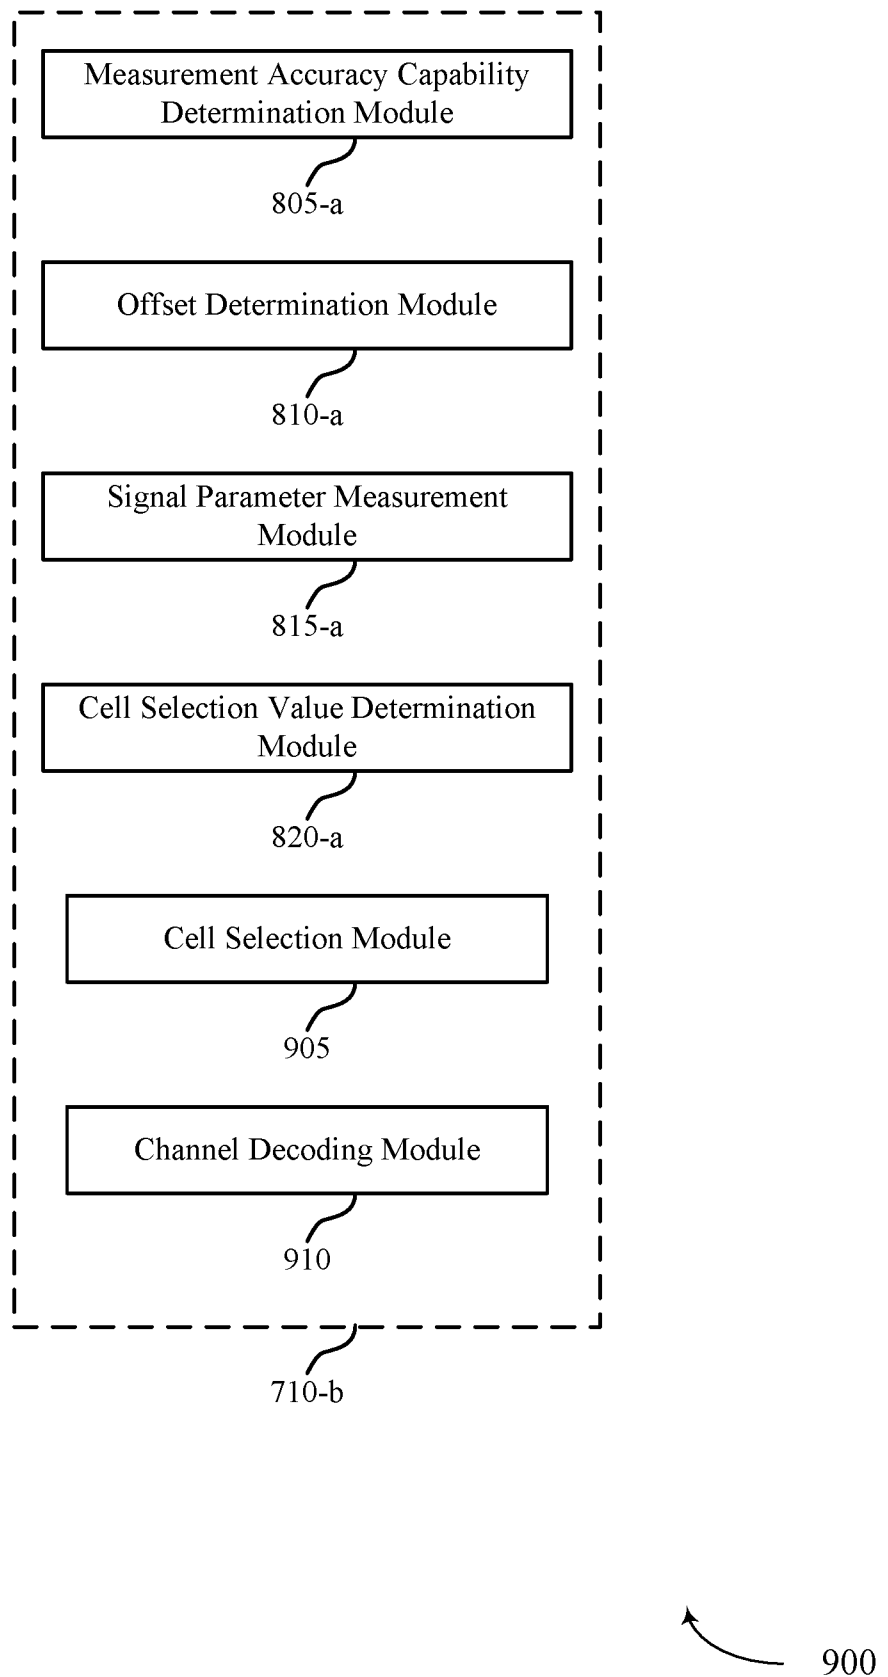 Measurement Accuracy Capability
Determination Module
805-a
Offset Determination Module
810-a
Signal Parameter Measurement
Module
815-a
Cell Selection Value Determination
Module
820-a
Cell Selection Module
905
Channel Decoding Module
910
710-b
900